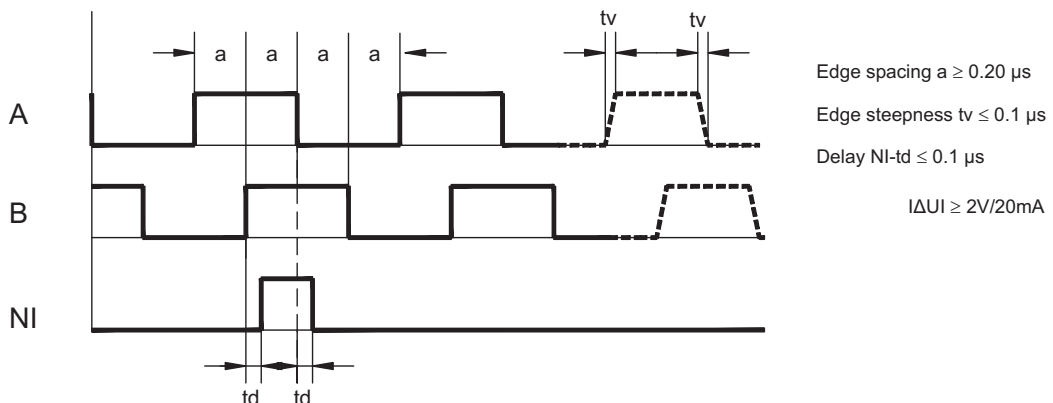 tv tv
a a a a
Edge spacing a ≥ 0.20 µs
A
Edge steepness tv ≤ 0.1 µs
Delay NI-td ≤ 0.1 µs
B
IΔUI ≥ 2V/20mA
NI
td td